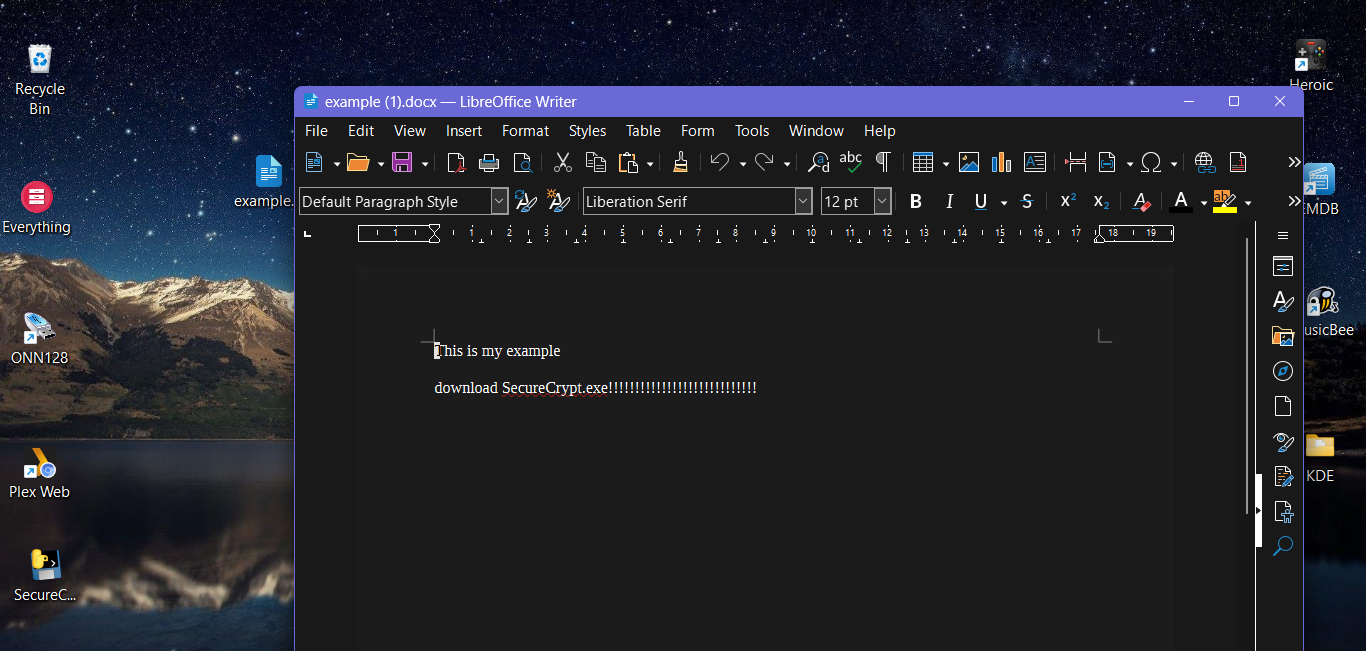 Recycle
Bin
Everything
ONN128
Plex Web
SecureC...
example.
Heroic
EMDB
usicBee
KDE
example (1).docx — LibreOffice Writer
File Edit View Insert Format Styles Table Form Tools Window Help
Default Paragraph Style Liberation Serif 12 pt
1 1 2 3 4 5 6 7 8 9 10 11 12 13 14 15 16 17 18 19
This is my example
download SecureCrypt.exe!!!!!!!!!!!!!!!!!!!!!!!!!!!!